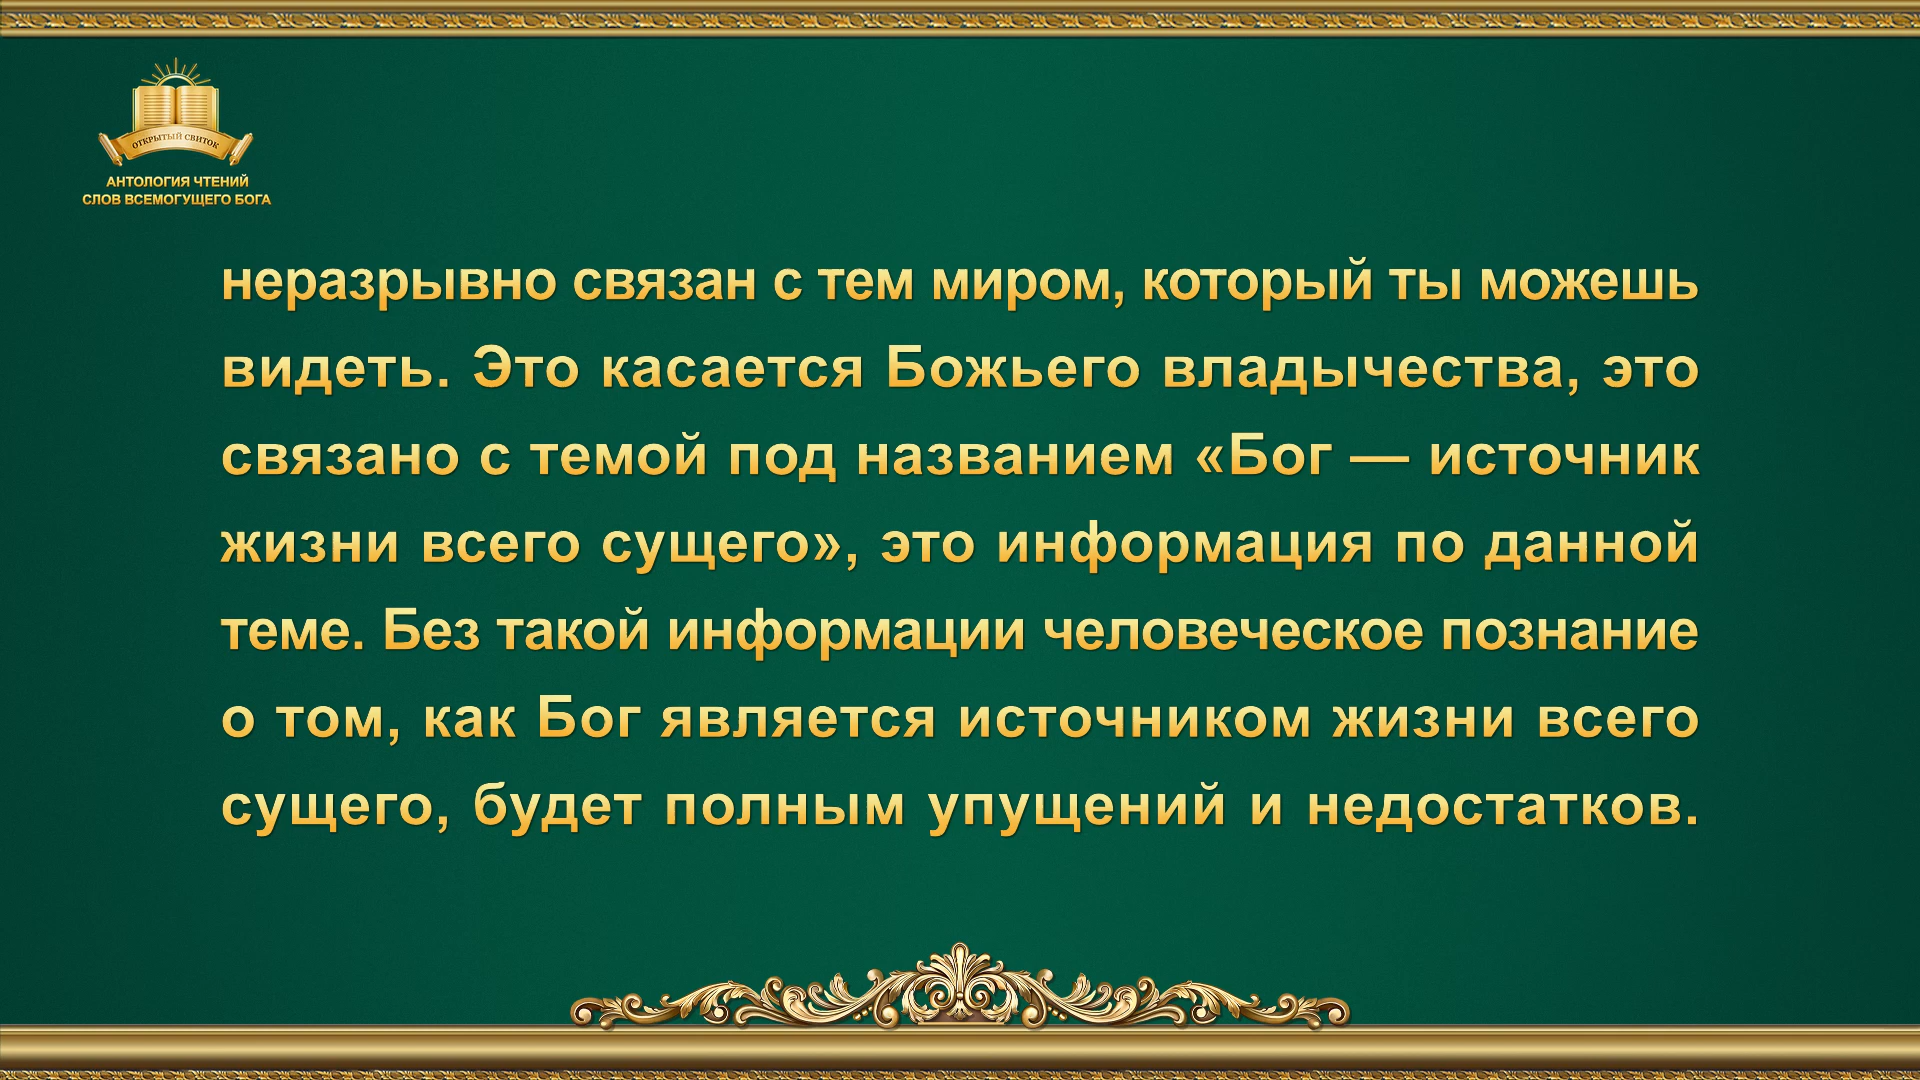 ОТКРЫТЫЙ СВИТОК
АНТОЛОГИЯ ЧТЕНИЙ
СЛОВ ВСЕМОГУЩЕГО БОГА
неразрывно связан с тем миром, который ты можешь
видеть. Это касается Божьего владычества, это
связано с темой под названием «Бог — источник
жизни всего сущего», это информация по данной
теме. Без такой информации человеческое познание
о том, как Бог является источником жизни всего
сущего, будет полным упущений и недостатков.